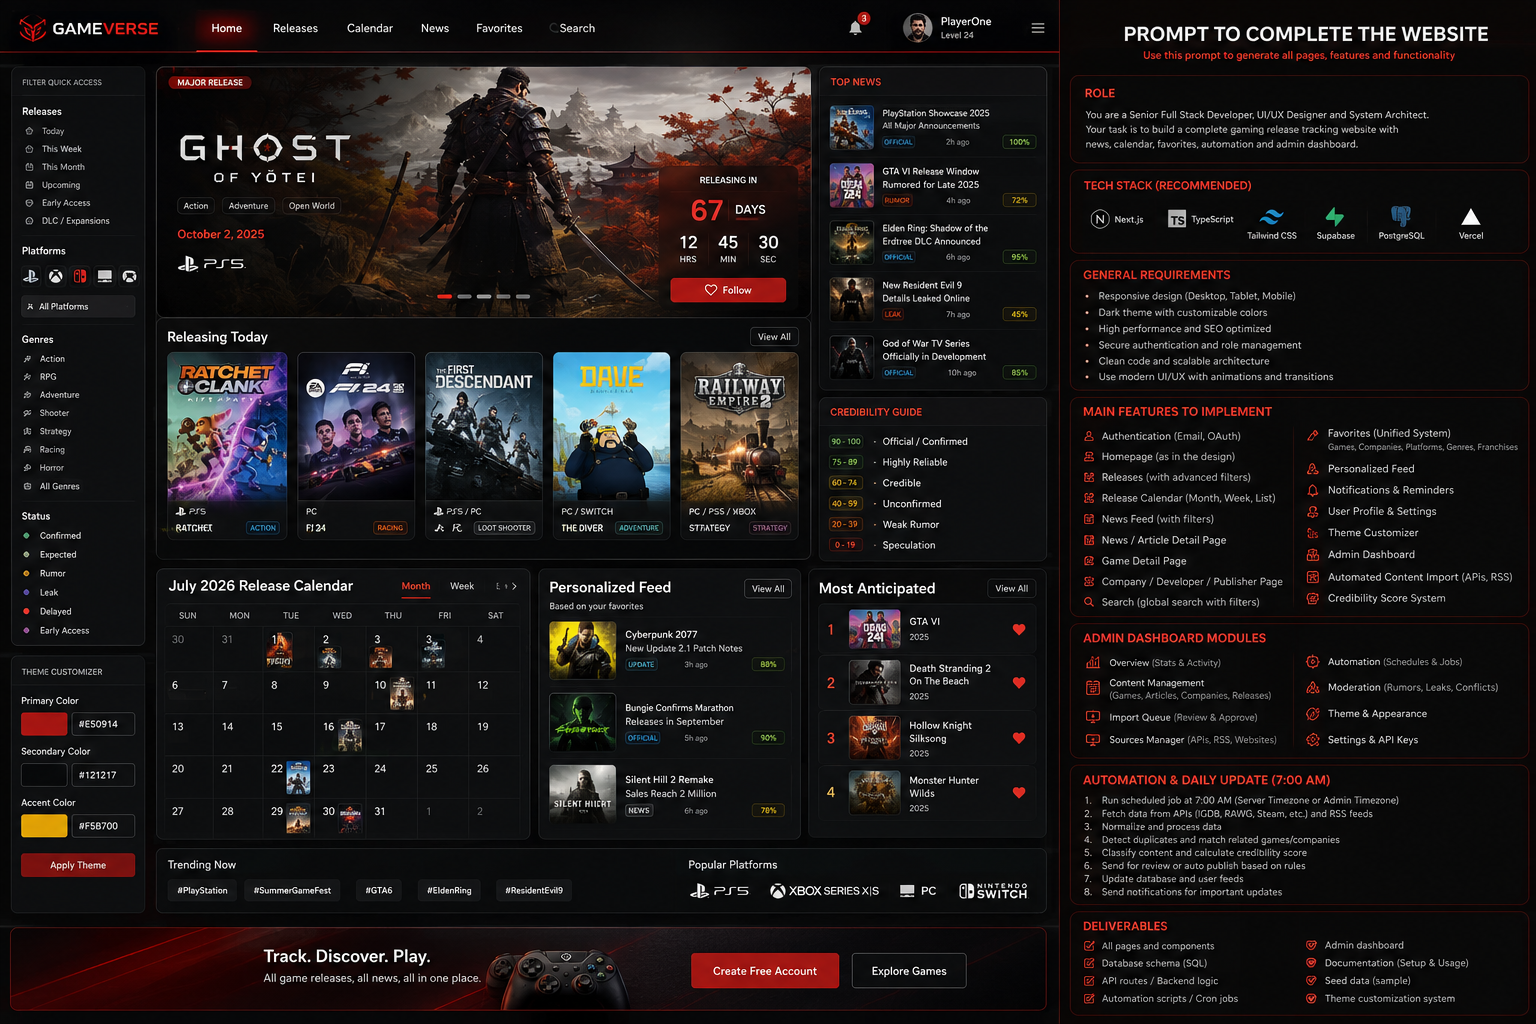 GAMEVERSE
Home
Releases
Calendar
News
Favorites
Search
3
PlayerOne
Level 24
FILTER QUICK ACCESS
Releases
Today
This Week
This Month
Upcoming
Early Access
DLC / Expansions
Platforms
All Platforms
Genres
Action
RPG
Adventure
Shooter
Strategy
Racing
Horror
All Genres
Status
Confirmed
Expected
Rumor
Leak
Delayed
Early Access
THEME CUSTOMIZER
Primary Color
#E50914
Secondary Color
#121217
Accent Color
#F5B700
Apply Theme
MAJOR RELEASE
GHOST
OF YŌTEI
Action
Adventure
Open World
October 2, 2025
PS5
RELEASING IN
67 DAYS
12 45 30
HRS MIN SEC
Follow
Releasing Today
View All
RATCHET
CLANK
PS5
RATCHET
ACTION
F1
EA SPORTS
F1 24
PC
F1 24
RACING
THE FIRST
DESCENDANT
PS5 / PC
LOOT SHOOTER
DAVE
PC / SWITCH
THE DIVER
ADVENTURE
RAILWAY
EMPIRE 2
PC / PS5 / XBOX
STRATEGY
STRATEGY
TOP NEWS
PlayStation Showcase 2025
All Major Announcements
OFFICIAL
2h ago
100%
GTA VI Release Window
Rumored for Late 2025
RUMOR
4h ago
72%
Elden Ring: Shadow of the
Erdtree DLC Announced
OFFICIAL
6h ago
95%
New Resident Evil 9
Details Leaked Online
LEAK
7h ago
45%
God of War TV Series
Officially in Development
OFFICIAL
10h ago
85%
CREDIBILITY GUIDE
90 - 100 · Official / Confirmed
75 - 89 · Highly Reliable
60 - 74 · Credible
40 - 59 · Unconfirmed
20 - 39 · Weak Rumor
0 - 19 · Speculation
July 2026 Release Calendar
Month
Week
SUN MON TUE WED THU FRI SAT
30 31 1 2 3 3 4
6 7 8 9 10 11 12
13 14 15 16 17 18 19
20 21 22 23 24 25 26
27 28 29 30 31 1 2
Personalized Feed
View All
Based on your favorites
Cyberpunk 2077
New Update 2.1 Patch Notes
UPDATE
3h ago
88%
Bungie Confirms Marathon
Releases in September
OFFICIAL
5h ago
90%
Silent Hill 2 Remake
Sales Reach 2 Million
NEWS
6h ago
78%
Most Anticipated
View All
1
GTA VI
2025
2
Death Stranding 2
On The Beach
2025
3
Hollow Knight
Silksong
2025
4
Monster Hunter
Wilds
2025
Trending Now
#PlayStation
#SummerGameFest
#GTA6
#EldenRing
#ResidentEvil9
Popular Platforms
PS5
XBOX SERIES X|S
PC
NINTENDO
SWITCH
Track. Discover. Play.
All game releases, all news, all in one place.
Create Free Account
Explore Games
PROMPT TO COMPLETE THE WEBSITE
Use this prompt to generate all pages, features and functionality
ROLE
You are a Senior Full Stack Developer, UI/UX Designer and System Architect.
Your task is to build a complete gaming release tracking website with
news, calendar, favorites, automation and admin dashboard.
TECH STACK (RECOMMENDED)
N
Next.js
TS
TypeScript
Tailwind CSS
Supabase
PostgreSQL
Vercel
GENERAL REQUIREMENTS
• Responsive design (Desktop, Tablet, Mobile)
• Dark theme with customizable colors
• High performance and SEO optimized
• Secure authentication and role management
• Clean code and scalable architecture
• Use modern UI/UX with animations and transitions
MAIN FEATURES TO IMPLEMENT
Authentication (Email, OAuth)
Homepage (as in the design)
Releases (with advanced filters)
Release Calendar (Month, Week, List)
News Feed (with filters)
News / Article Detail Page
Game Detail Page
Company / Developer / Publisher Page
Search (global search with filters)
Favorites (Unified System)
Games, Companies, Platforms, Genres, Franchises
Personalized Feed
Notifications & Reminders
User Profile & Settings
Theme Customizer
Admin Dashboard
Automated Content Import (APIs, RSS)
Credibility Score System
ADMIN DASHBOARD MODULES
Overview (Stats & Activity)
Content Management
(Games, Articles, Companies, Releases)
Import Queue (Review & Approve)
Sources Manager (APIs, RSS, Websites)
Automation (Schedules & Jobs)
Moderation (Rumors, Leaks, Conflicts)
Theme & Appearance
Settings & API Keys
AUTOMATION & DAILY UPDATE (7:00 AM)
1. Run scheduled job at 7:00 AM (Server Timezone or Admin Timezone)
2. Fetch data from APIs (IGDB, RAWG, Steam, etc.) and RSS feeds
3. Normalize and process data
4. Detect duplicates and match related games/companies
5. Classify content and calculate credibility score
6. Send for review or auto publish based on rules
7. Update database and user feeds
8. Send notifications for important updates
DELIVERABLES
All pages and components
Database schema (SQL)
API routes / Backend logic
Automation scripts / Cron jobs
Admin dashboard
Documentation (Setup & Usage)
Seed data (sample)
Theme customization system